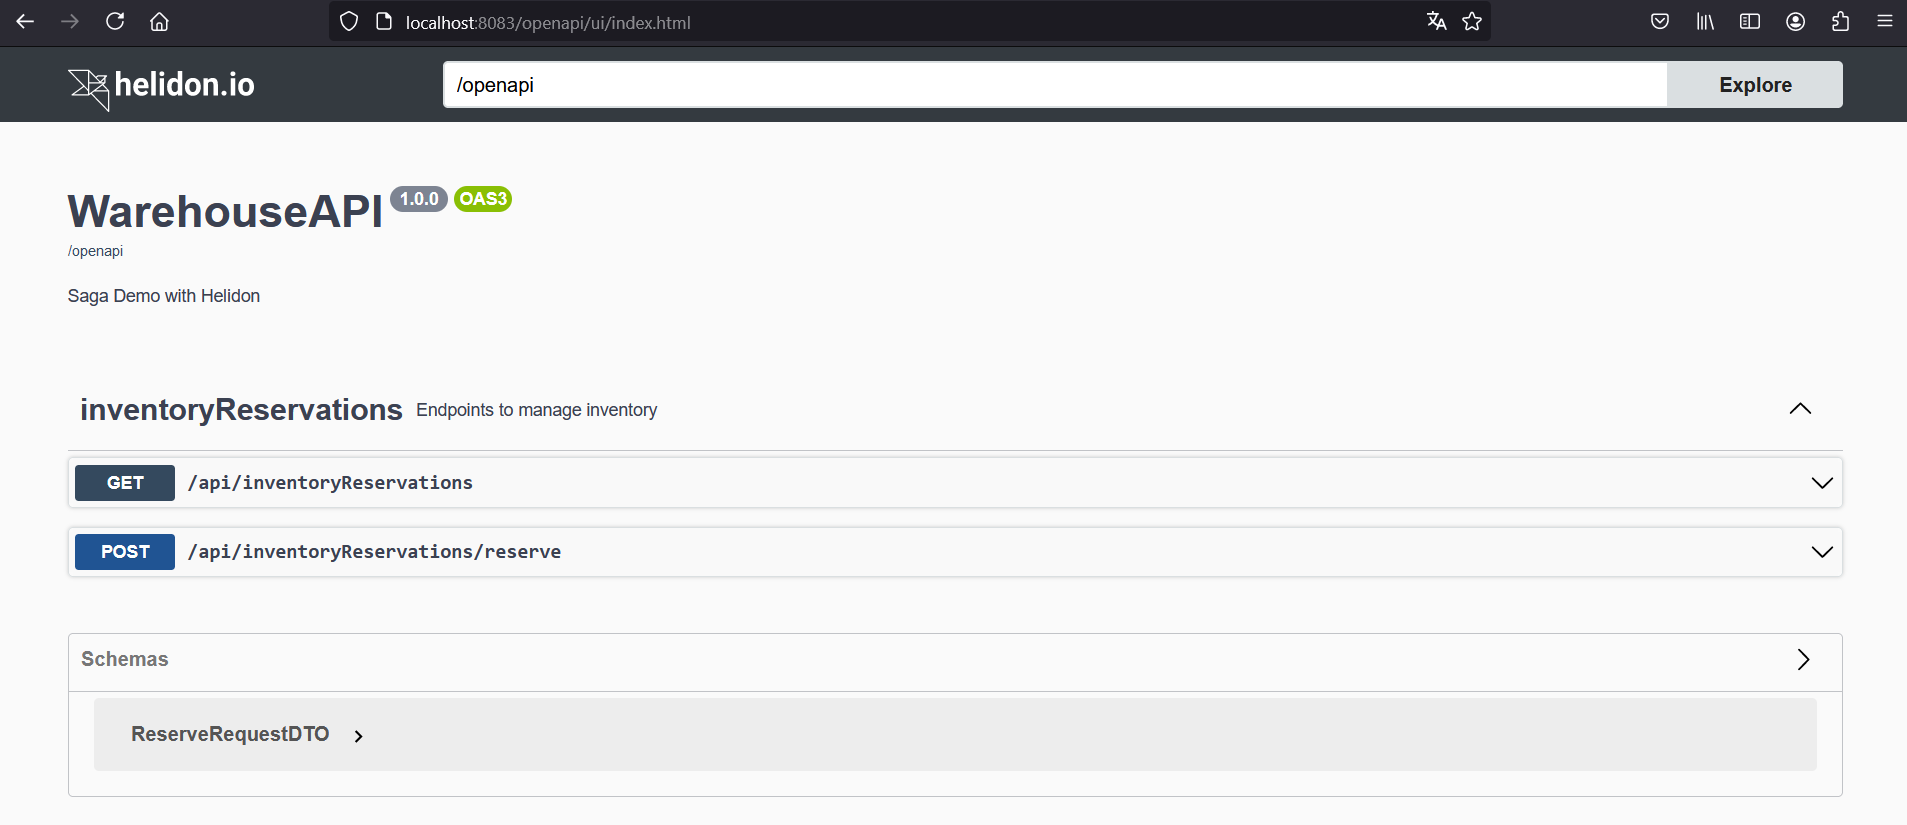 localhost:8083/openapi/ui/index.html
helidon.io
/openapi
Explore
WarehouseAPI 1.0.0 OAS3
/openapi
Saga Demo with Helidon
inventoryReservations Endpoints to manage inventory
GET /api/inventoryReservations
POST /api/inventoryReservations/reserve
Schemas
ReserveRequestDTO